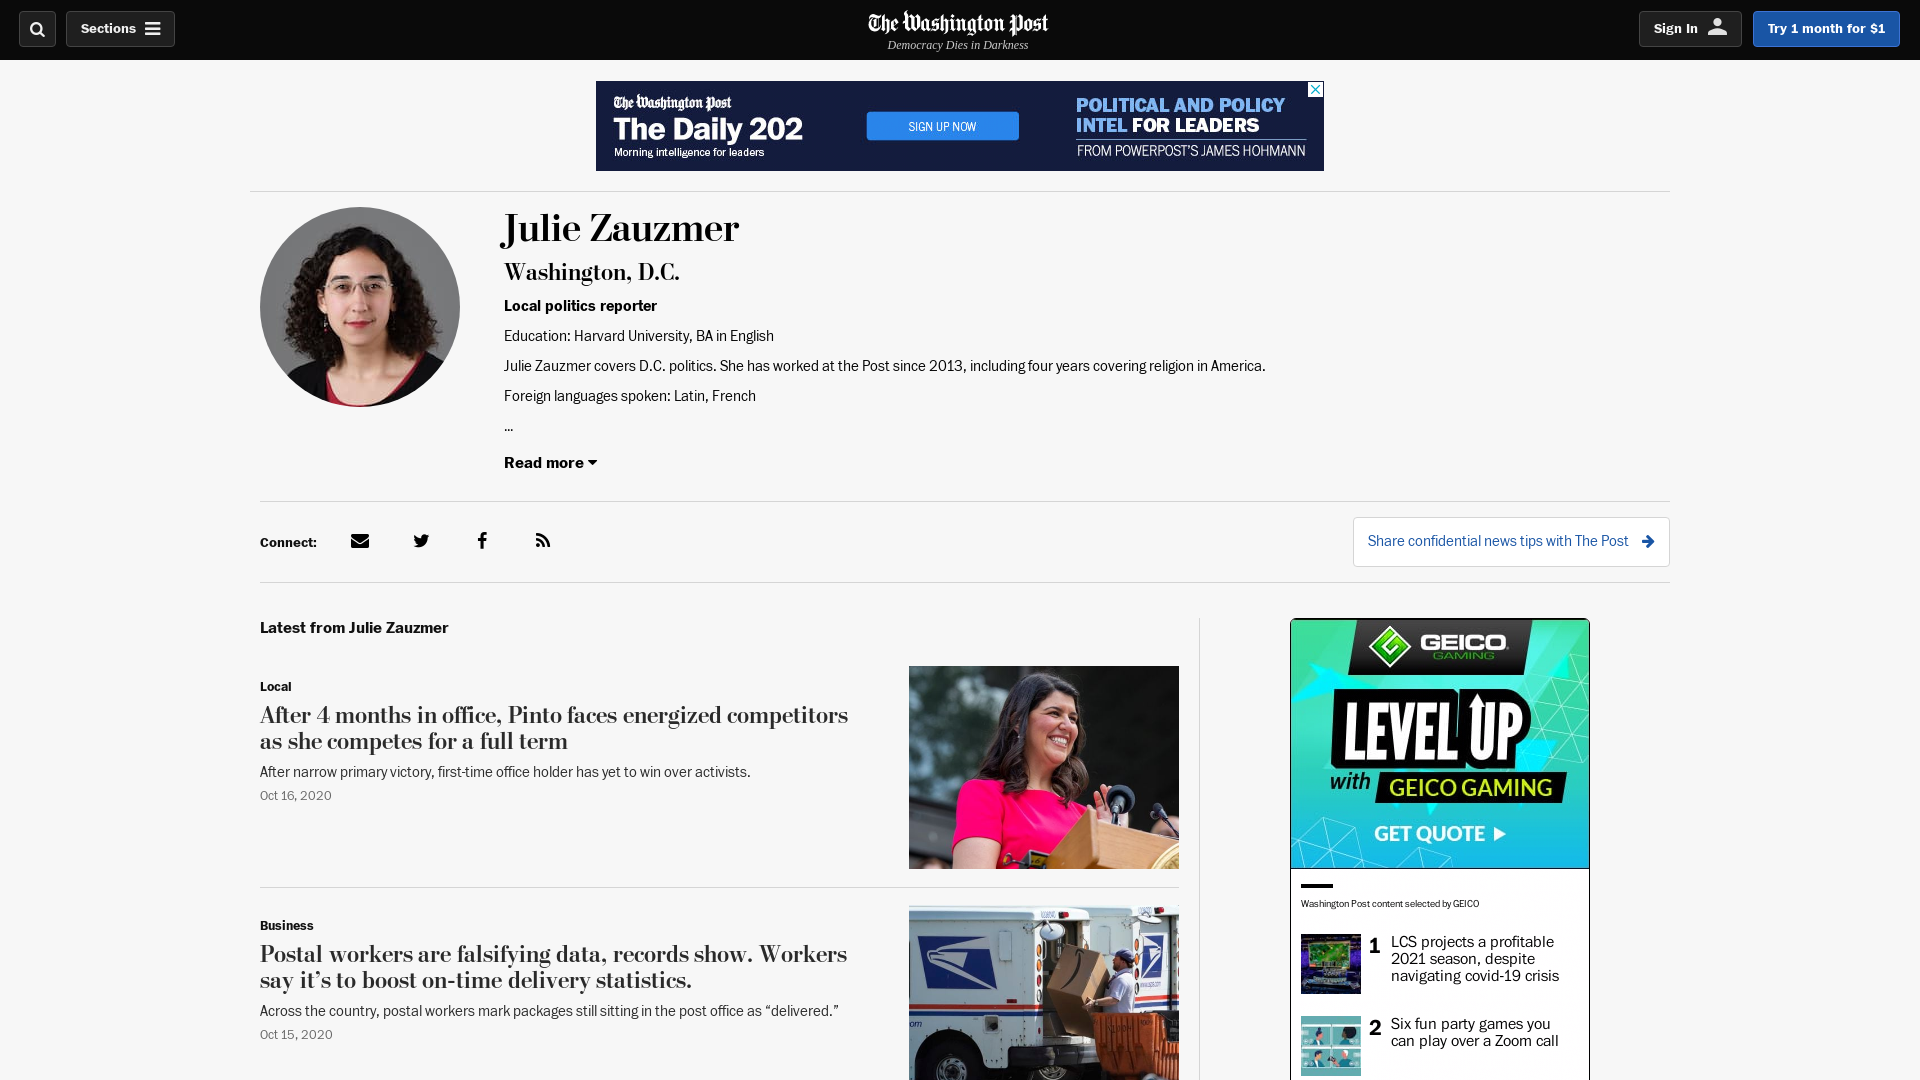 Sections
The Washington Post
Democracy Dies in Darkness
Sign In
Try 1 month for $1
The Washington Post
The Daily 202
Morning intelligence for leaders
SIGN UP NOW
POLITICAL AND POLICY
INTEL FOR LEADERS
FROM POWERPOST'S JAMES HOHMANN
Julie Zauzmer
Washington, D.C.
Local politics reporter
Education: Harvard University, BA in English
Julie Zauzmer covers D.C. politics. She has worked at the Post since 2013, including four years covering religion in America.
Foreign languages spoken: Latin, French
...
Read more
Connect:
Share confidential news tips with The Post
Latest from Julie Zauzmer
Local
After 4 months in office, Pinto faces energized competitors
as she competes for a full term
After narrow primary victory, first-time office holder has yet to win over activists.
Oct 16, 2020
Business
Postal workers are falsifying data, records show. Workers
say it’s to boost on-time delivery statistics.
Across the country, postal workers mark packages still sitting in the post office as “delivered.”
Oct 15, 2020
GEICO
GAMING
LEVEL UP
with GEICO GAMING
GET QUOTE
Washington Post content selected by GEICO
1 LCS projects a profitable
2021 season, despite
navigating covid-19 crisis
2 Six fun party games you
can play over a Zoom call